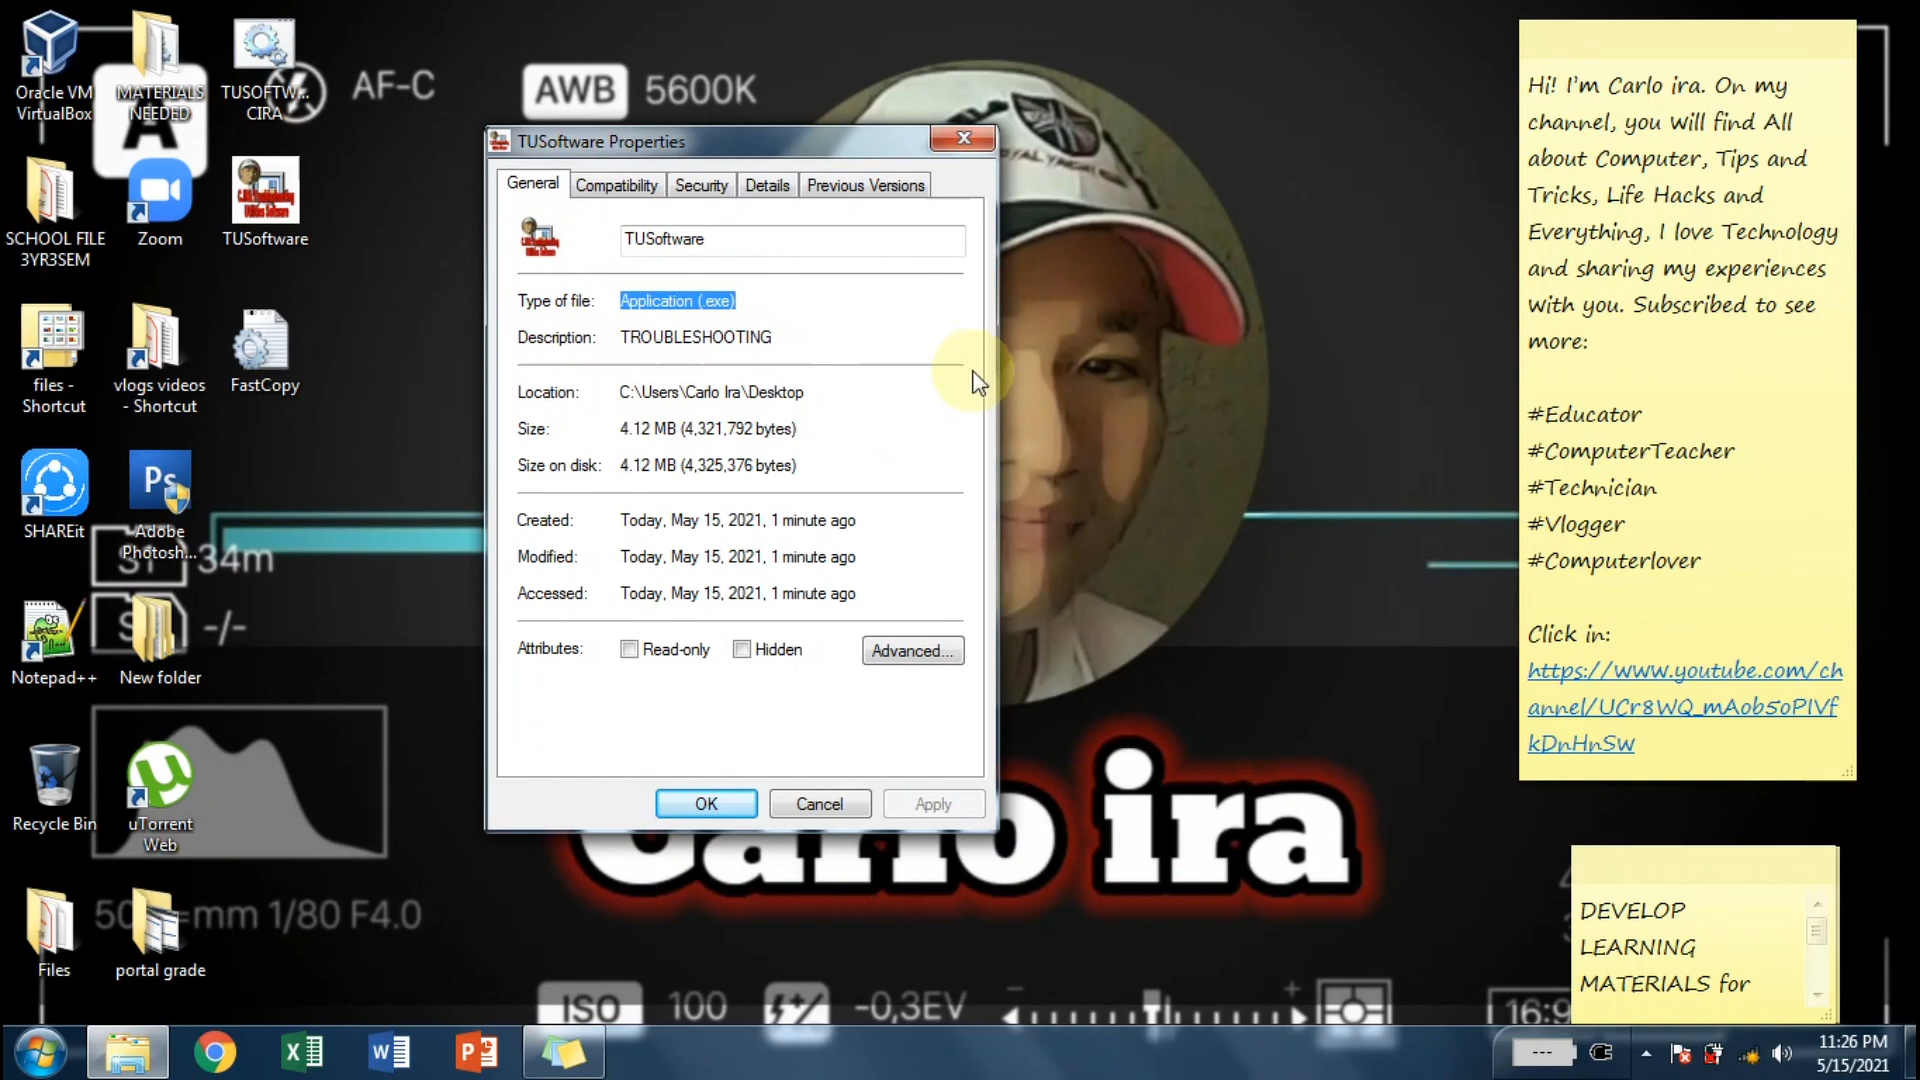 Oracle VM
VirtualBox
MATERIALS
NEEDED
TUSOFTW...
CIRA
AF-C
AWB
5600K
A
SCHOOL FILE
3YR3SEM
Zoom
TUSoftware
files -
Shortcut
vlogs videos
- Shortcut
FastCopy
SHAREit
Ps
Adobe
Photosh...
S1
34m
-/-
Notepad++
New folder
Recycle Bin
uTorrent
Web
=mm 1/80 F4.0
Files
portal grade
TUSoftware Properties
General
Compatibility
Security
Details
Previous Versions
TUSoftware
Type of file:
Application (.exe)
Description:
TROUBLESHOOTING
Location:
C:\Users\Carlo Ira\Desktop
Size:
4.12 MB (4,321,792 bytes)
Size on disk:
4.12 MB (4,325,376 bytes)
Created:
Today, May 15, 2021, 1 minute ago
Modified:
Today, May 15, 2021, 1 minute ago
Accessed:
Today, May 15, 2021, 1 minute ago
Attributes:
Read-only
Hidden
Advanced...
OK
Cancel
Apply
Carlo ira
ISO
100
-0,3EV
16:9
Hi! I'm Carlo ira. On my
channel, you Will find All
about Computer, Tips and
Tricks, Life Hacks and
Everything, I love Technology
and sharing my experiences
With you. Subscribed to see
more:
#Educator
#ComputerTeacher
#Technician
#Vlogger
#Computerlover
Click in:
https://www.youtube.com/ch
annel/UCr8WQ_mAob5oPIVf
kDnHnSw
DEVELOP
LEARNING
MATERIALS for
11:26 PM
5/15/2021